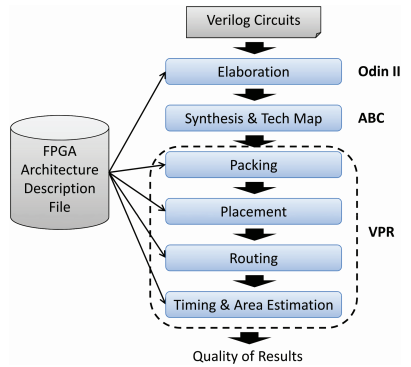 Verilog Circuits
Elaboration
Odin II
Synthesis & Tech Map
ABC
FPGA
Architecture
Description
File
Packing
Placement
VPR
Routing
Timing & Area Estimation
Quality of Results